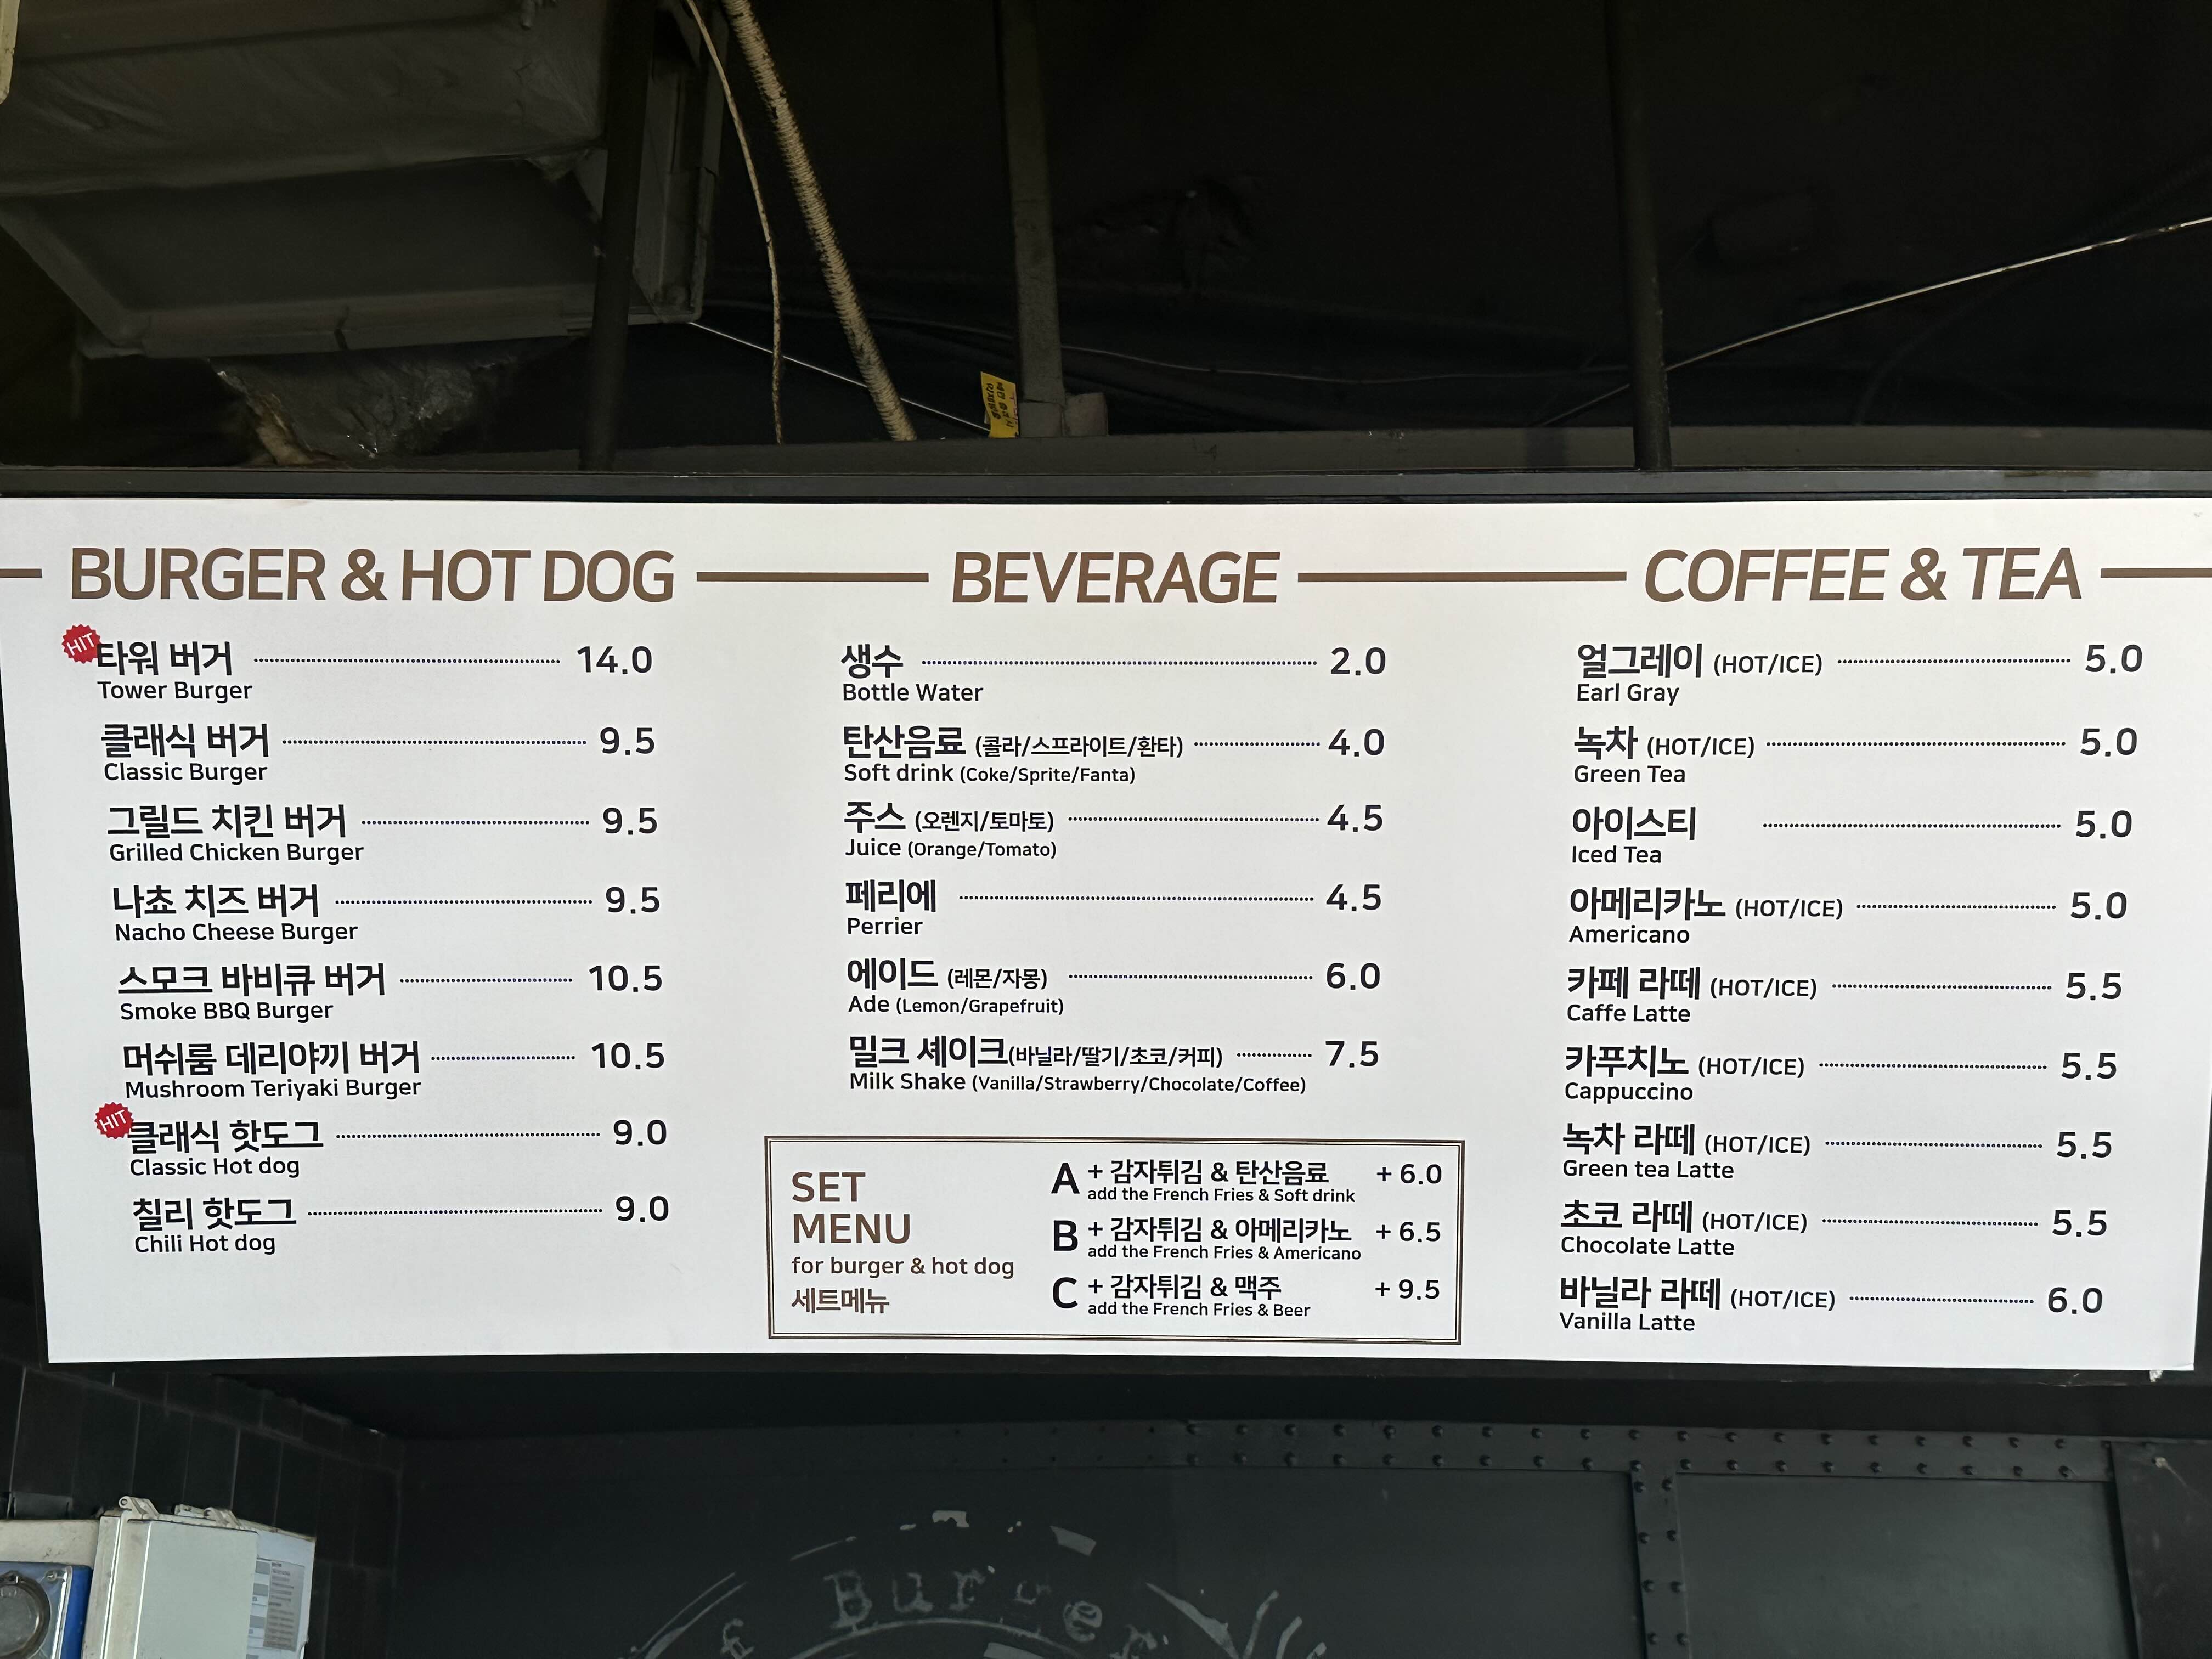 BURGER & HOT DOG
HIT
타워 버거 14.0
Tower Burger
클래식 버거 9.5
Classic Burger
그릴드 치킨 버거 9.5
Grilled Chicken Burger
나쵸 치즈 버거 9.5
Nacho Cheese Burger
스모크 바비큐 버거 10.5
Smoke BBQ Burger
머쉬룸 데리야끼 버거 10.5
Mushroom Teriyaki Burger
HIT
클래식 핫도그 9.0
Classic Hot dog
칠리 핫도그 9.0
Chili Hot dog
BEVERAGE
생수 2.0
Bottle Water
탄산음료 (콜라/스프라이트/환타) 4.0
Soft drink (Coke/Sprite/Fanta)
주스 (오렌지/토마토) 4.5
Juice (Orange/Tomato)
페리에 4.5
Perrier
에이드 (레몬/자몽) 6.0
Ade (Lemon/Grapefruit)
밀크 셰이크(바닐라/딸기/초코/커피) 7.5
Milk Shake (Vanilla/Strawberry/Chocolate/Coffee)
SET
MENU
for burger & hot dog
세트메뉴
A + 감자튀김 & 탄산음료 + 6.0
add the French Fries & Soft drink
B + 감자튀김 & 아메리카노 + 6.5
add the French Fries & Americano
C + 감자튀김 & 맥주 + 9.5
add the French Fries & Beer
COFFEE & TEA
얼그레이 (HOT/ICE) 5.0
Earl Gray
녹차 (HOT/ICE) 5.0
Green Tea
아이스티 5.0
Iced Tea
아메리카노 (HOT/ICE) 5.0
Americano
카페 라떼 (HOT/ICE) 5.5
Caffe Latte
카푸치노 (HOT/ICE) 5.5
Cappuccino
녹차 라떼 (HOT/ICE) 5.5
Green tea Latte
초코 라떼 (HOT/ICE) 5.5
Chocolate Latte
바닐라 라떼 (HOT/ICE) 6.0
Vanilla Latte